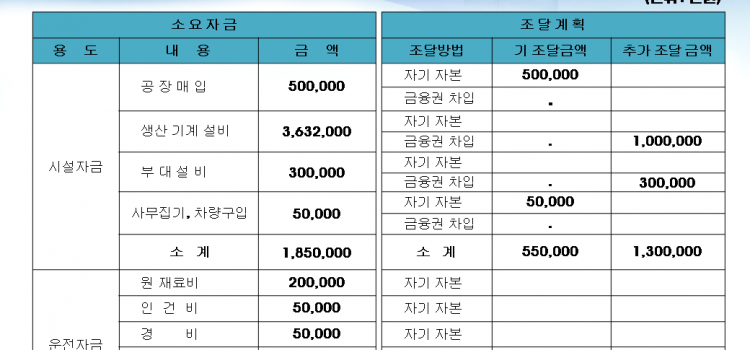 소요자금 조달계획
용 도 내 용 금 액 조달방법 기 조달금액 추가 조달 금액
시설자금
공 장 매 입 500,000 자기 자본 500,000
금융권 차입 -
생산 기계 설비 3,632,000 자기 자본
금융권 차입 - 1,000,000
부 대 설 비 300,000 자기 자본
금융권 차입 - 300,000
사무집기, 차량구입 50,000 자기 자본 50,000
금융권 차입 -
소 계 1,850,000 소 계 550,000 1,300,000
운전자금
원 재료비 200,000 자기 자본
인 건 비 50,000 자기 자본
경 비 50,000 자기 자본